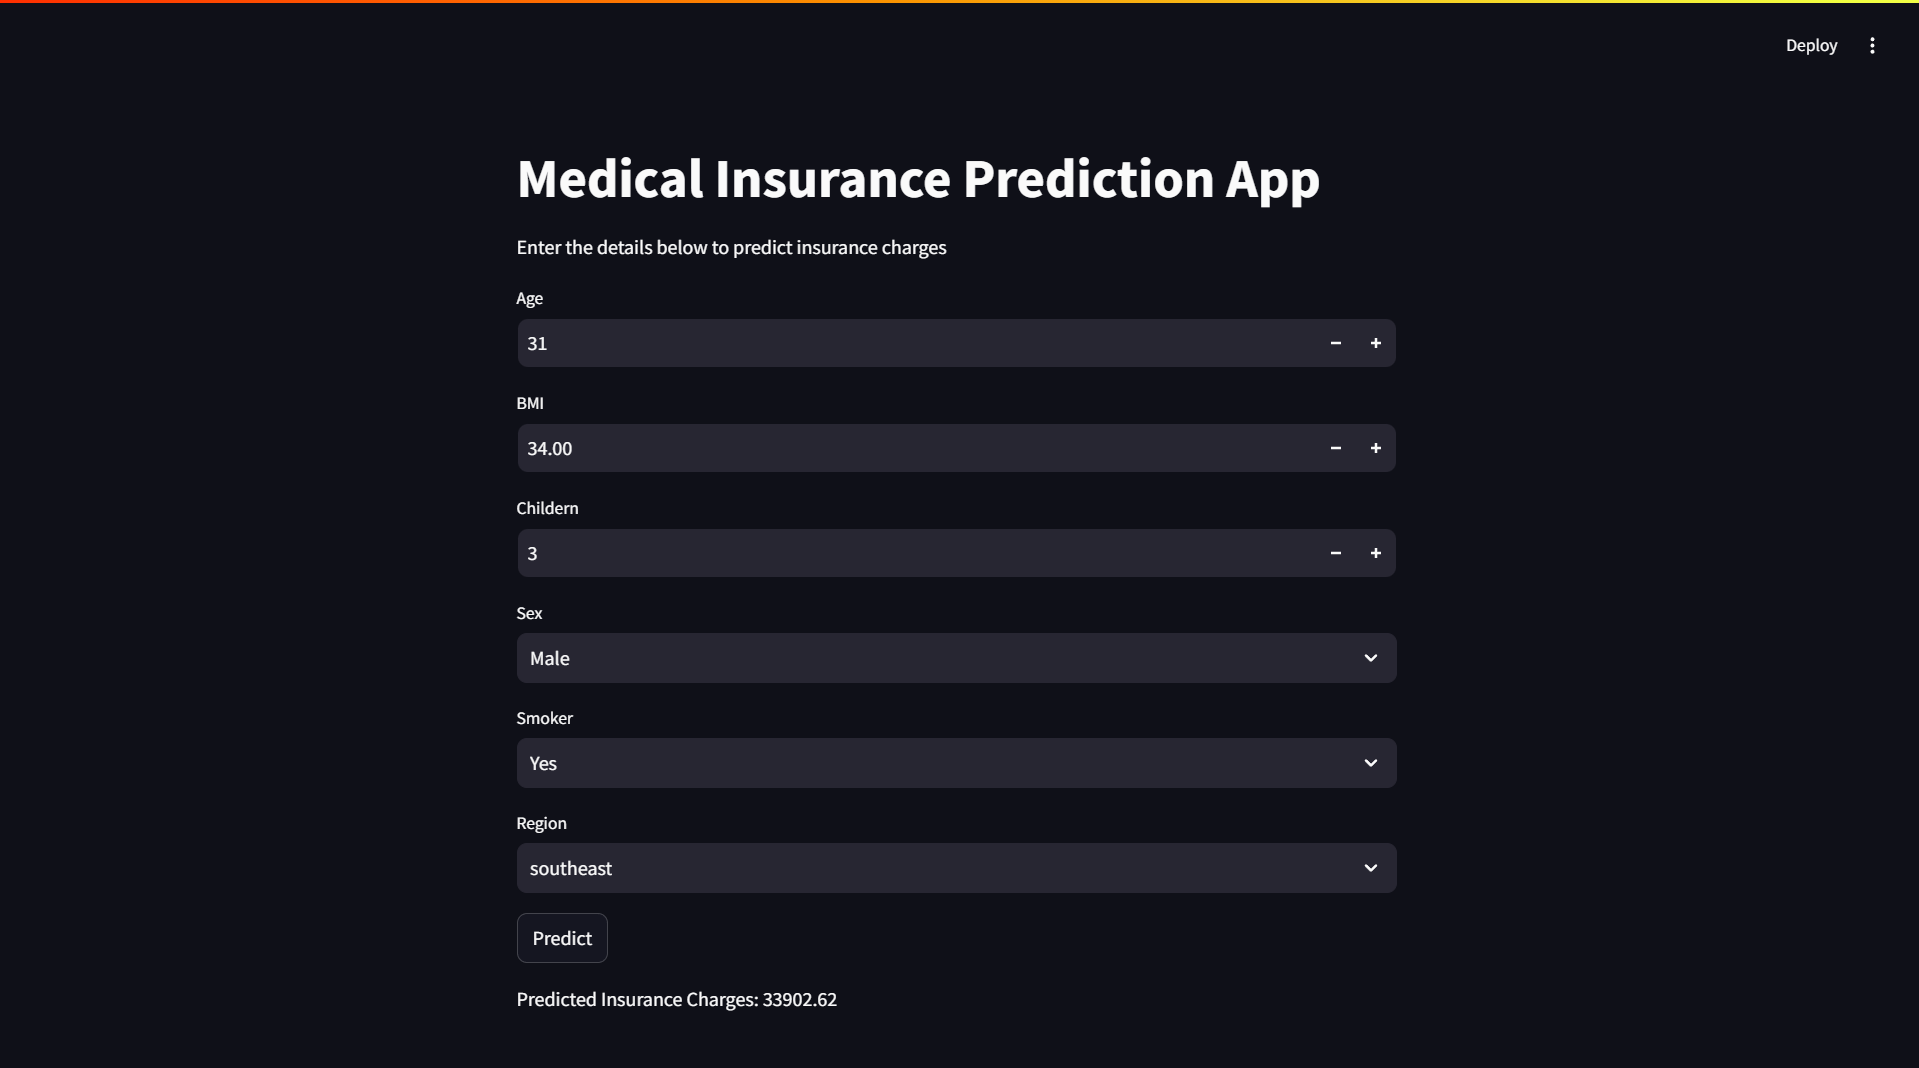 Deploy
Medical Insurance Prediction App
Enter the details below to predict insurance charges
Age
31
BMI
34.00
Childern
3
Sex
Male
Smoker
Yes
Region
southeast
Predict
Predicted Insurance Charges: 33902.62